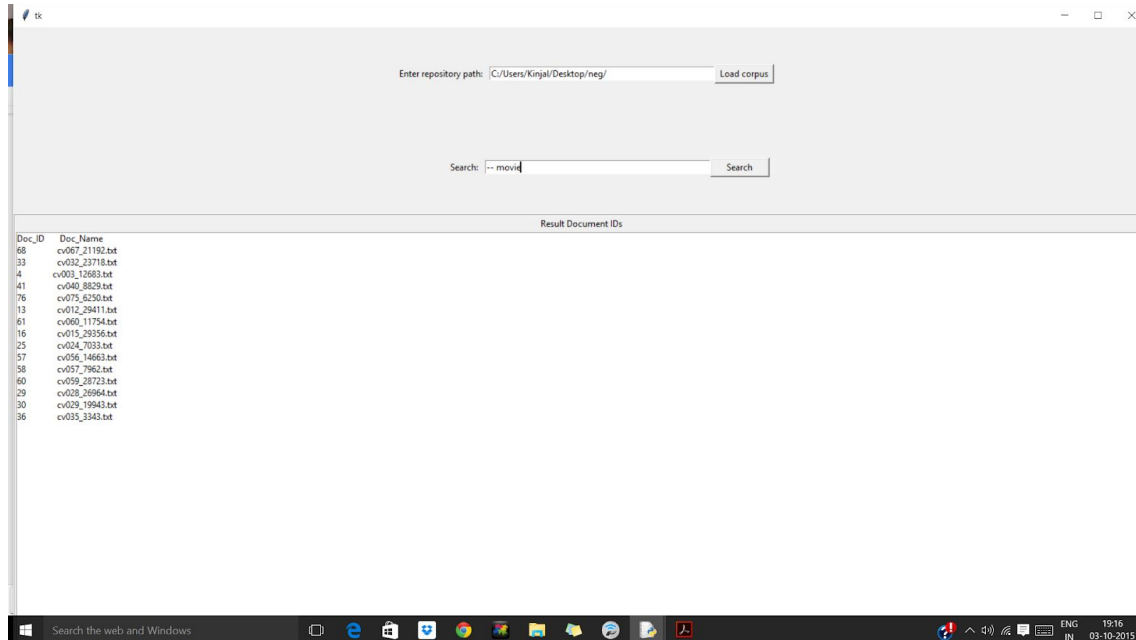 tk
Enter repository path: C:/Users/Kinjal/Desktop/neg/ Load corpus
Search: -- movie Search
Result Document IDs
Doc_ID Doc_Name
68 cv067_21192.txt
33 cv032_23718.txt
4 cv003_12683.txt
41 cv040_8829.txt
76 cv075_6250.txt
13 cv012_29411.txt
61 cv060_11754.txt
16 cv015_29356.txt
25 cv024_7033.txt
57 cv056_14663.txt
58 cv057_7962.txt
60 cv059_28723.txt
29 cv028_26964.txt
30 cv029_19943.txt
36 cv035_3343.txt
Search the web and Windows
ENG 19:16
IN 03-10-2015